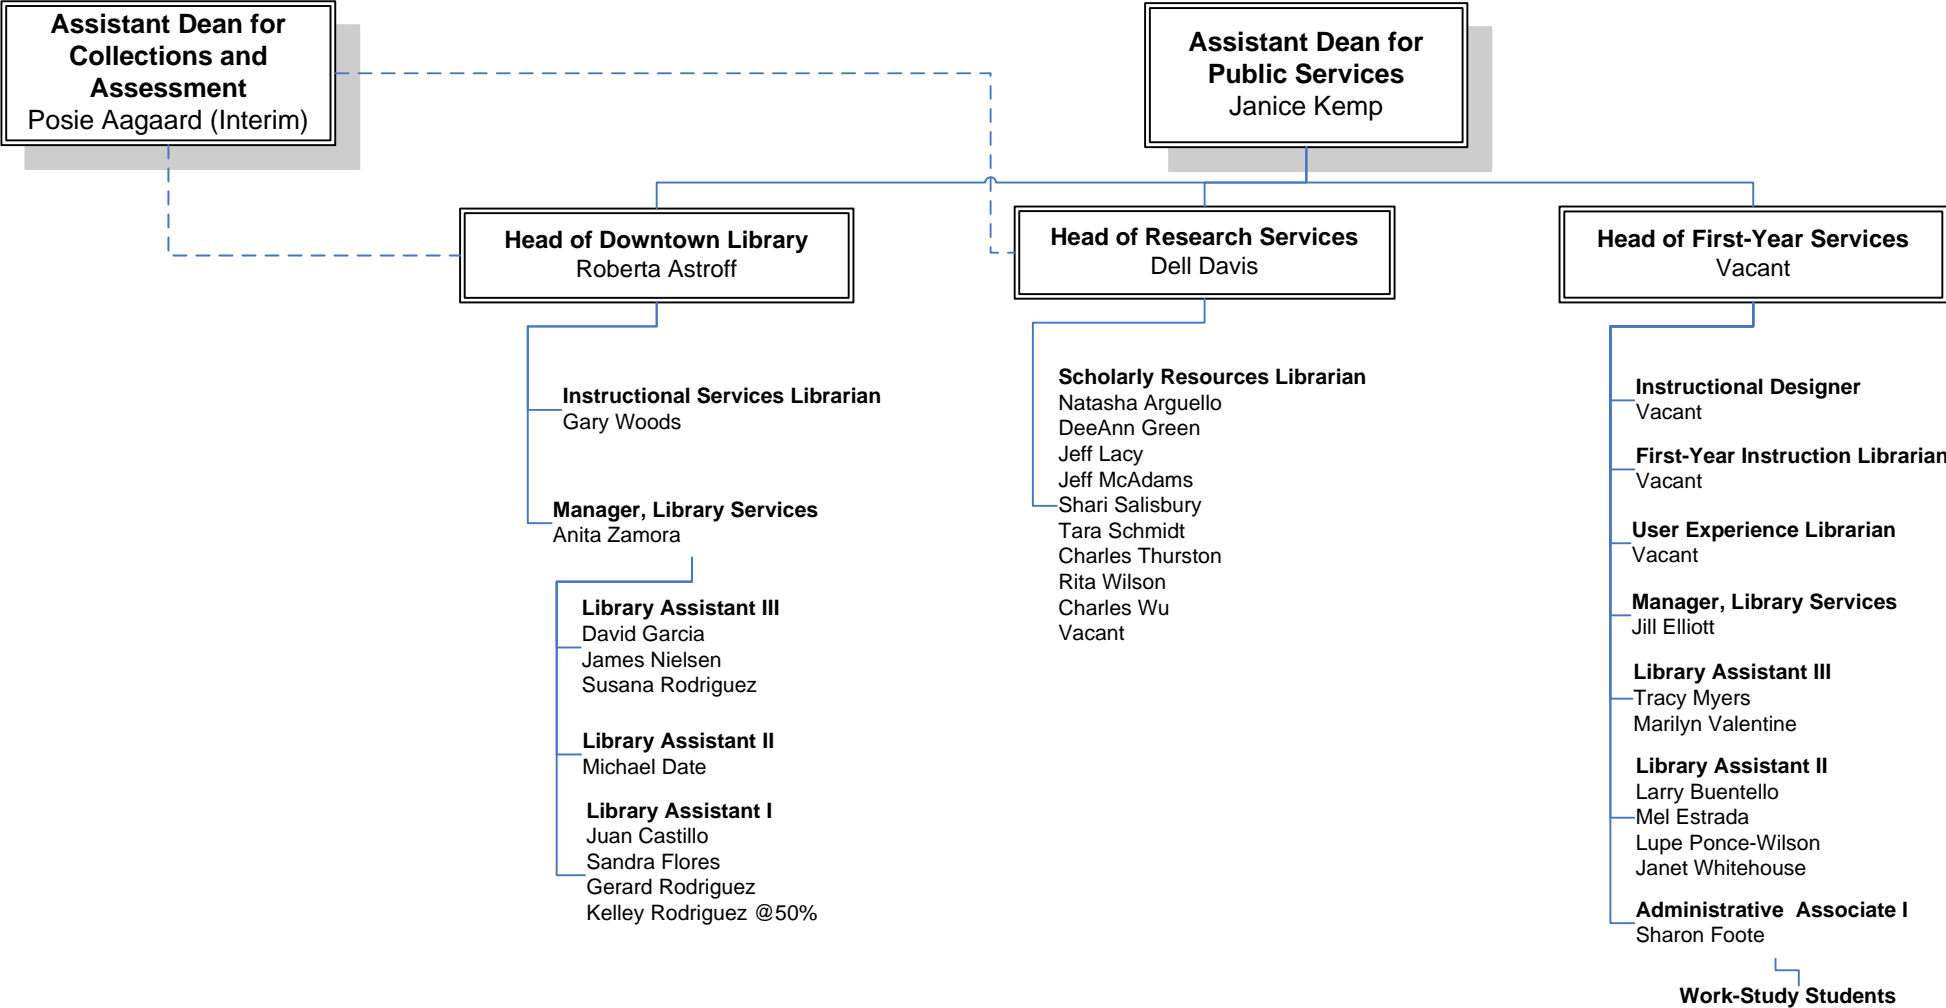 Assistant Dean for
Collections and
Assessment
Posie Aagaard (Interim)
Assistant Dean for
Public Services
Janice Kemp
Head of Downtown Library
Roberta Astroff
Head of Research Services
Dell Davis
Head of First-Year Services
Vacant
Instructional Services Librarian
Gary Woods
Manager, Library Services
Anita Zamora
Library Assistant III
David Garcia
James Nielsen
Susana Rodriguez
Library Assistant II
Michael Date
Library Assistant I
Juan Castillo
Sandra Flores
Gerard Rodriguez
Kelley Rodriguez @50%
Scholarly Resources Librarian
Natasha Arguello
DeeAnn Green
Jeff Lacy
Jeff McAdams
Shari Salisbury
Tara Schmidt
Charles Thurston
Rita Wilson
Charles Wu
Vacant
Instructional Designer
Vacant
First-Year Instruction Librarian
Vacant
User Experience Librarian
Vacant
Manager, Library Services
Jill Elliott
Library Assistant III
Tracy Myers
Marilyn Valentine
Library Assistant II
Larry Buentello
Mel Estrada
Lupe Ponce-Wilson
Janet Whitehouse
Administrative Associate I
Sharon Foote
Work-Study Students